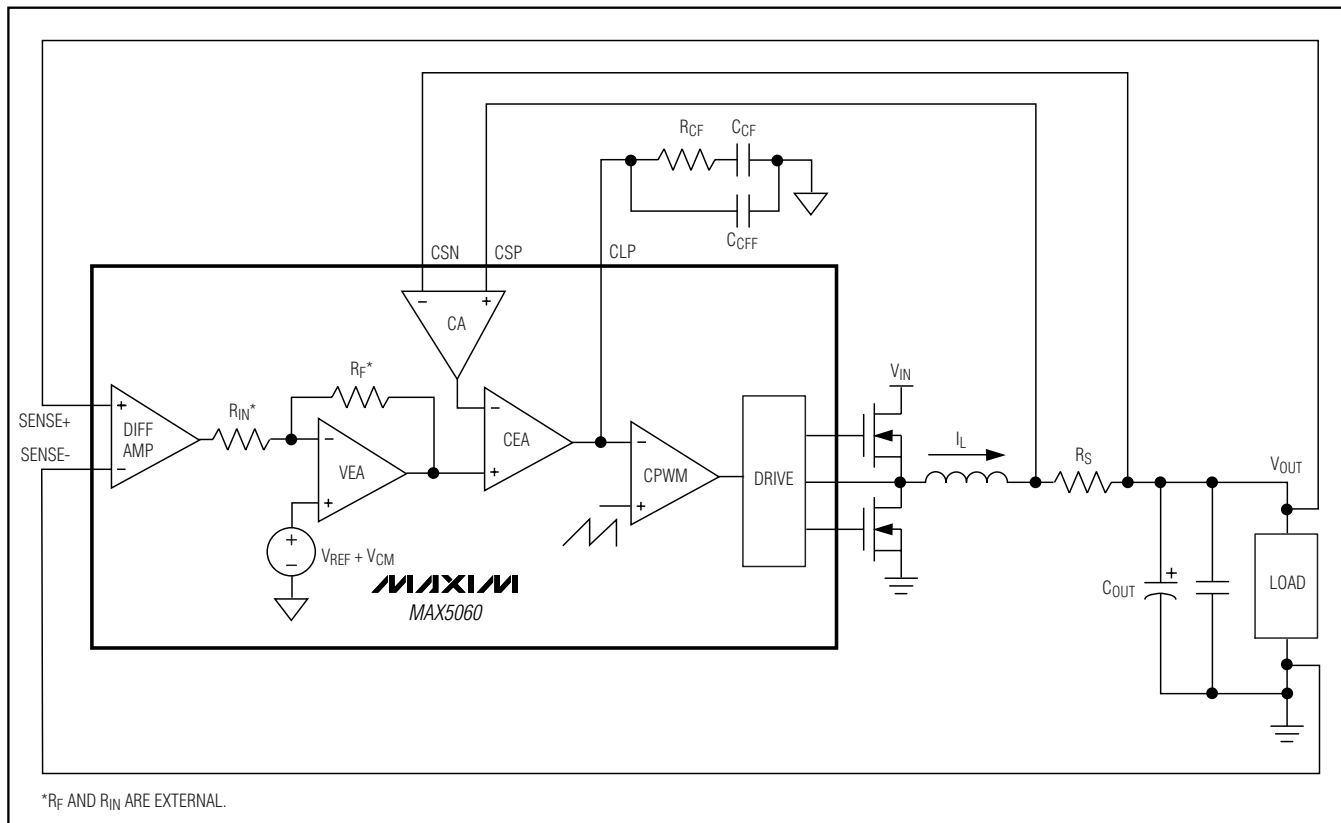 RCF
CCF
CCFF
CSN
CSP
CLP
-
+
CA
RF*
VIN
SENSE+
SENSE-
+
-
DIFF
AMP
RIN*
-
+
VEA
-
+
CEA
-
+
CPWM
DRIVE
IL
RS
VOUT
+
-
VREF + VCM
MAXIM
MAX5060
COUT
+
LOAD
*RF AND RIN ARE EXTERNAL.